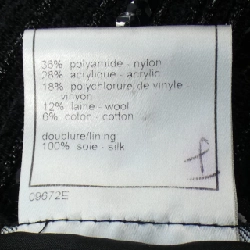 38% polyamide - nylon
26% acrylique - acrylic
18% polychlorure de vinyle
vinyon
12% laine - wool
6% coton - cotton
doublure/lining
100% soie - silk
09672E